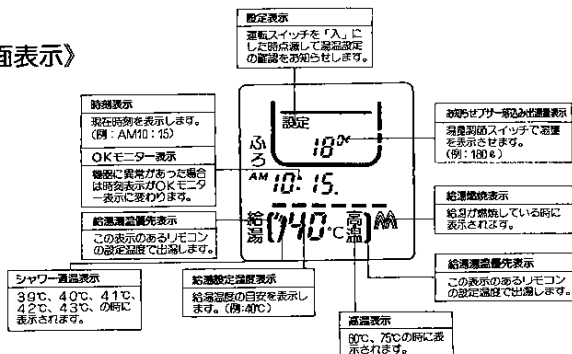 面表示》
設定表示
運転スイッチを「入」に
した時点滅して湯温設定
の確認をお知らせします。
時刻表示
現在時刻を表示します。
(例：AM10：15)
OKモニター表示
機器に異常があった場合
は時刻表示がOKモニタ
ー表示に変わります。
給湯湯温優先表示
この表示のあるリモコン
の設定温度で出湯します。
シャワー適温表示
39℃、40℃、41℃、
42℃、43℃、の時に
表示されます。
給湯設定温度表示
給湯温度の目安を表示し
ます。(例:40℃)
設定
ふろ
18
AM 10:15.
給湯
40℃
高温
お知らせブザー
湯量調節スイッチで湯量
を表示させます。
(例：180ℓ)
給湯燃焼表示
給湯が燃焼している時に
表示されます。
給湯湯温優先表示
この表示のあるリモコン
の設定温度で出湯します。
高温表示
60℃、75℃の時に表
示されます。